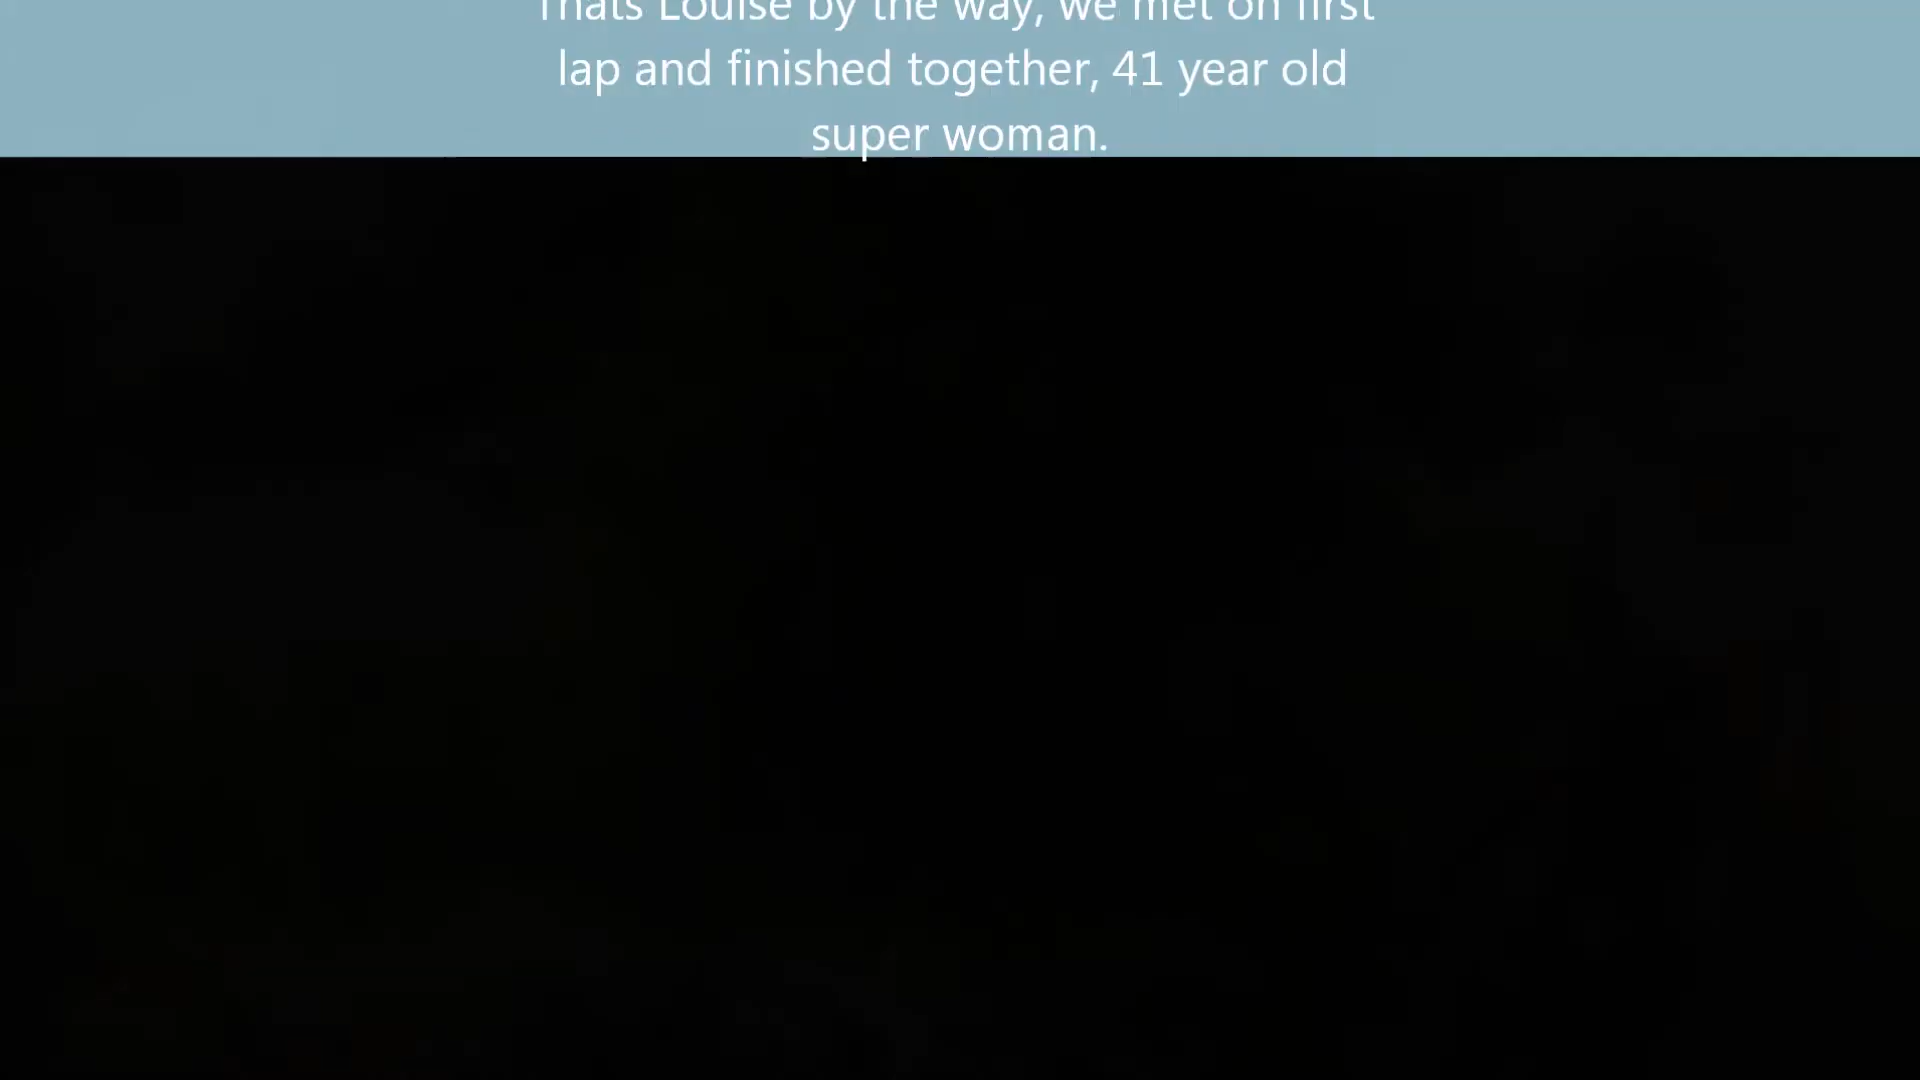 Thats Louise by the way, we met on first
lap and finished together, 41 year old
super woman.